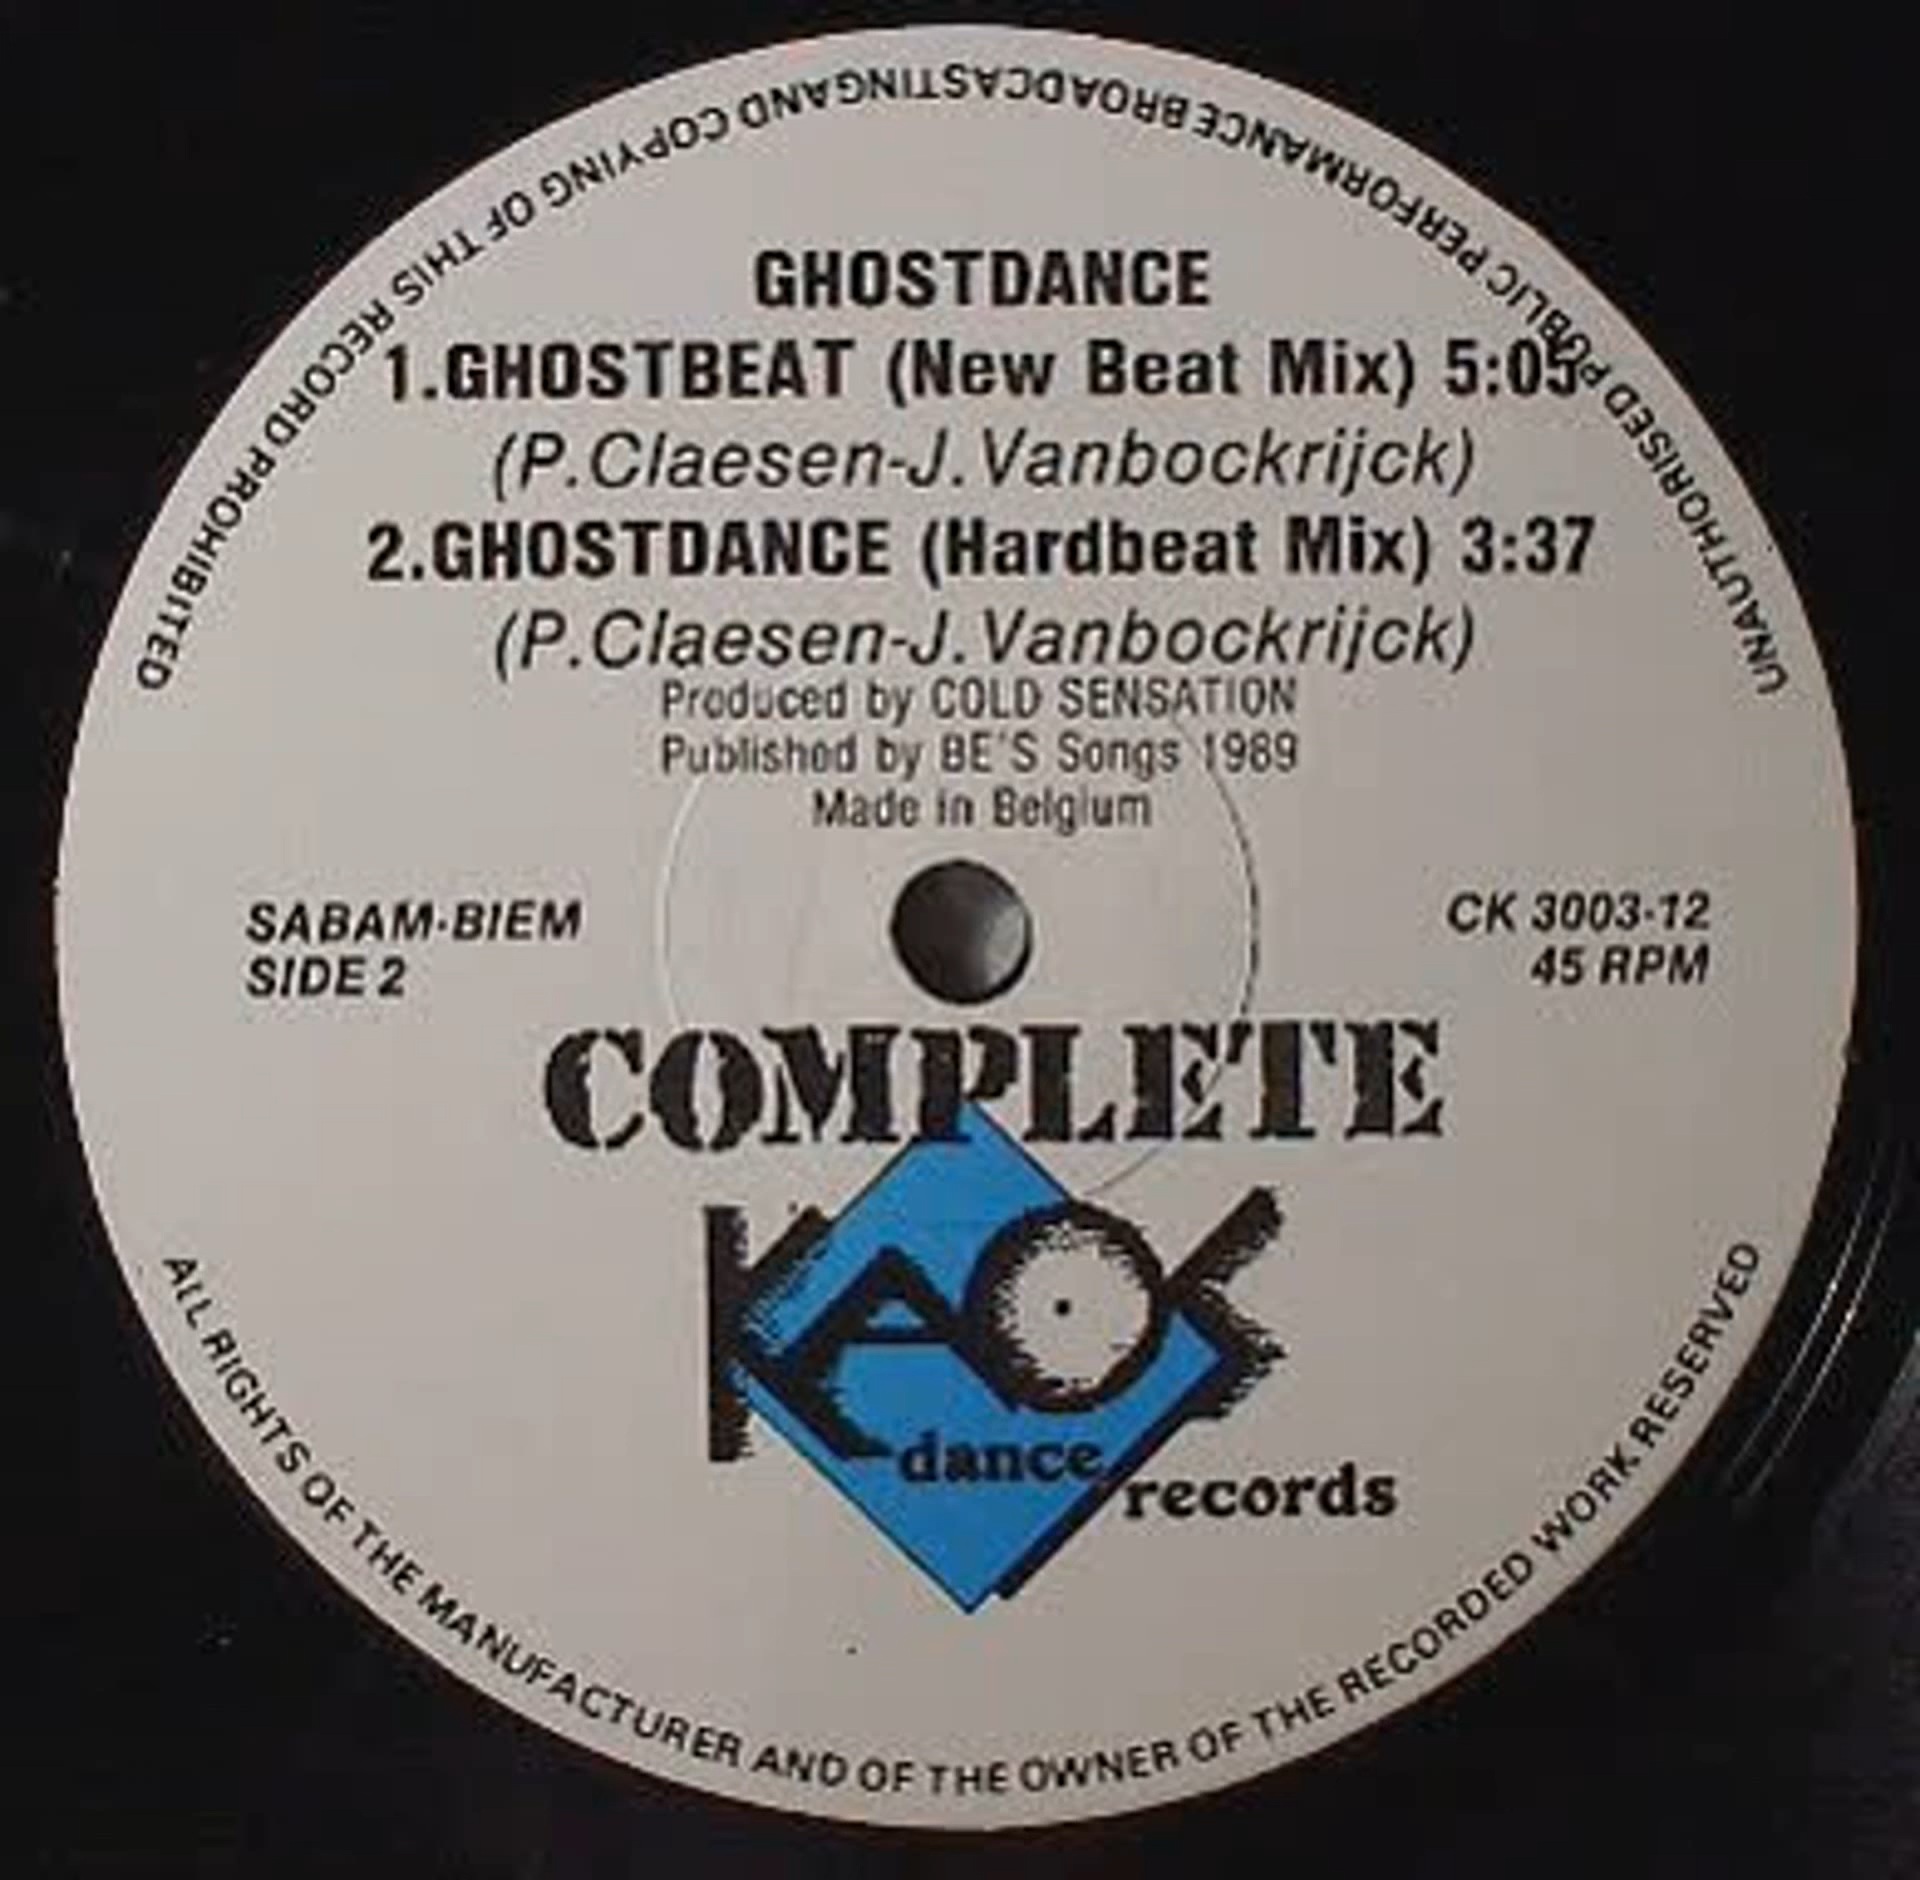 UNAUTHORISED PUBLIC PERFORMANCE BROADCASTING AND COPYING OF THIS RECORD PROHIBITED
GHOSTDANCE
1.GHOSTBEAT (New Beat Mix) 5:05
(P.Claesen-J.Vanbockrijck)
2.GHOSTDANCE (Hardbeat Mix) 3:37
(P.Claesen-J.Vanbockrijck)
Produced by COLD SENSATION
Published by BE'S Songs 1989
Made in Belgium
SABAM-BIEM
SIDE 2
CK 3003-12
45 RPM
COMPLETE
KAOS
dance
records
ALL RIGHTS OF THE MANUFACTURER AND OF THE OWNER OF THE RECORDED WORK RESERVED